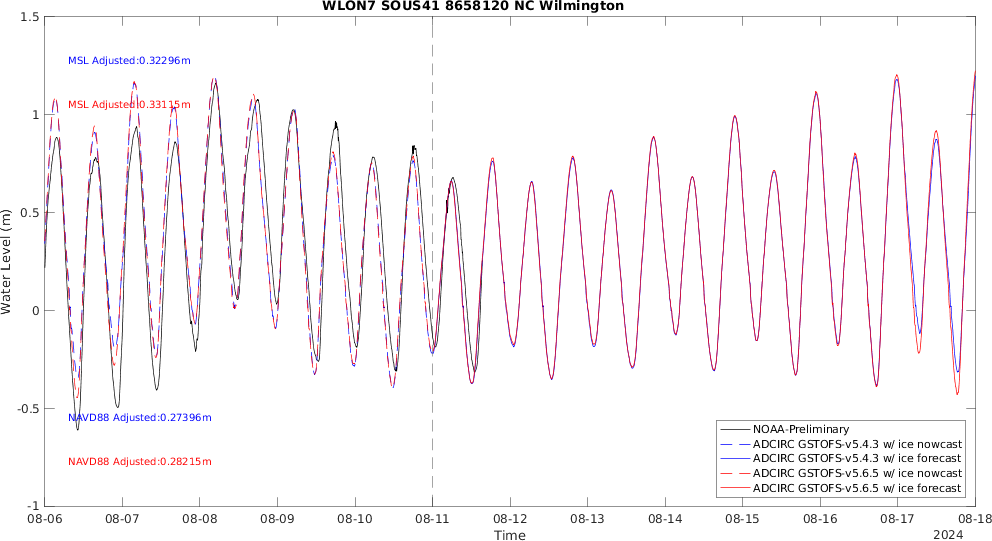 WLON7 SOUS41 8658120 NC Wilmington
1.5
1
0.5
0
-0.5
-1
Water Level (m)
MSL Adjusted:0.32296m
MSL Adjusted:0.33115m
NAVD88 Adjusted:0.27396m
NAVD88 Adjusted:0.28215m
NOAA-Preliminary
ADCIRC GSTOFS-v5.4.3 w/ ice nowcast
ADCIRC GSTOFS-v5.4.3 w/ ice forecast
ADCIRC GSTOFS-v5.6.5 w/ ice nowcast
ADCIRC GSTOFS-v5.6.5 w/ ice forecast
08-06 08-07 08-08 08-09 08-10 08-11 08-12 08-13 08-14 08-15 08-16 08-17 08-18
Time
2024